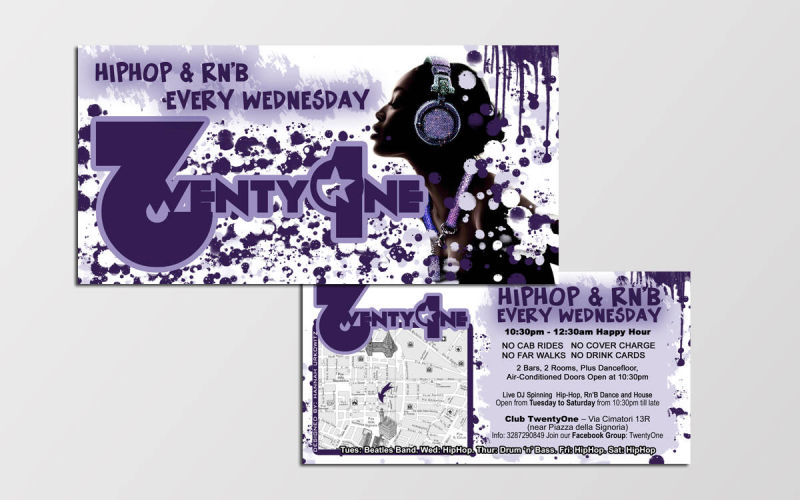 HIPHOP & RN'B
EVERY WEDNESDAY
TWENTYONE
TWENTYONE
HIPHOP & RN'B
EVERY WEDNESDAY
10:30pm - 12:30am Happy Hour
NO CAB RIDES NO COVER CHARGE
NO FAR WALKS NO DRINK CARDS
2 Bars, 2 Rooms, Plus Dancefloor,
Air-Conditioned Doors Open at 10:30pm
Live DJ Spinning Hip-Hop, Rn'B Dance and House
Open from Tuesday to Saturday from 10:30pm till late
Club TwentyOne – Via Cimatori 13R
(near Piazza della Signoria)
Info: 3287290849 Join our Facebook Group: TwentyOne
Tues: Beatles Band. Wed: HipHop. Thur: Drum 'n' Bass. Fri: HipHop. Sat: HipHop
DESIGNED BY: HANNAH URKOWITZ